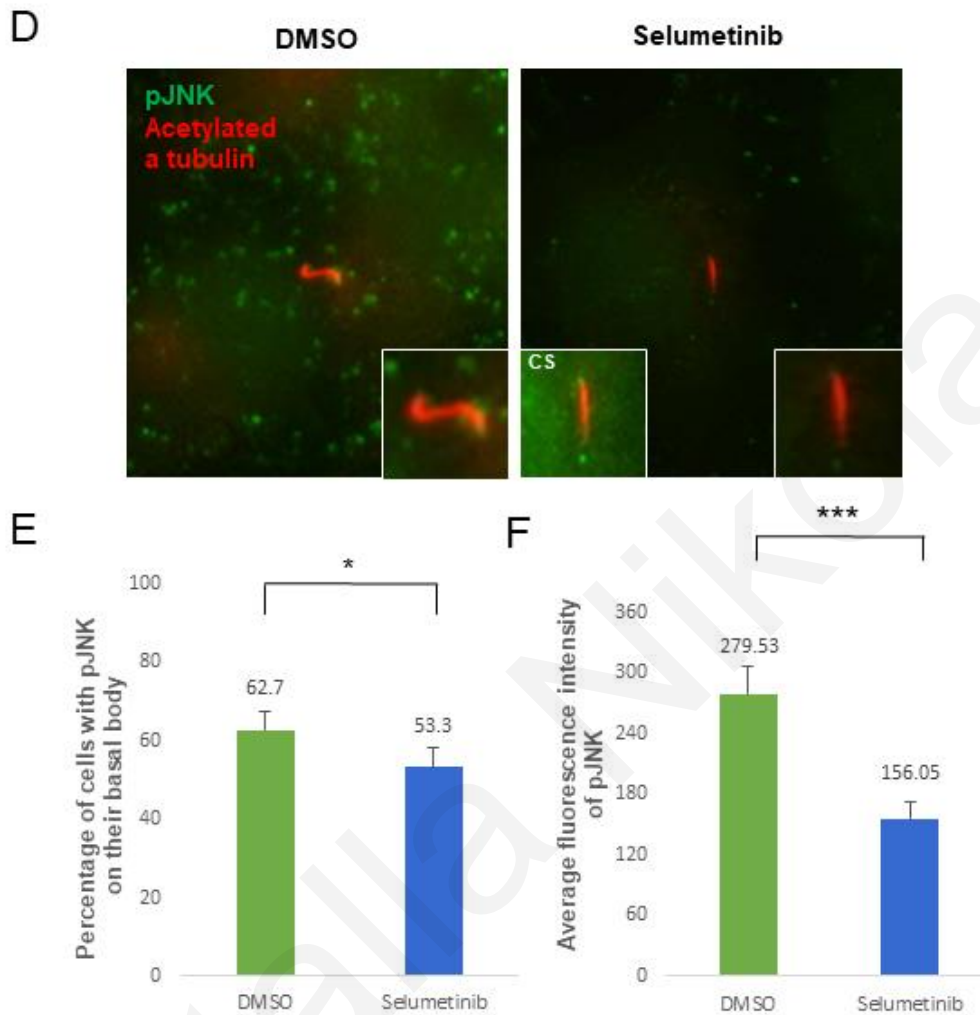 D
DMSO
Selumetinib
pJNK
Acetylated
a tubulin
CS
E
Percentage of cells with pJNK
on their basal body
100
80
60
40
20
0
*
62.7
53.3
DMSO
Selumetinib
F
Average fluorescence intensity
of pJNK
360
300
240
180
120
60
0
***
279.53
156.05
DMSO
Selumetinib